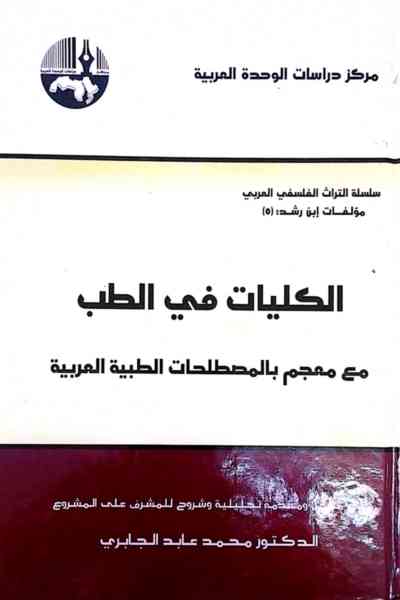 مركز دراسات الوحدة العربية
سلسلة التراث الفلسفي العربي
مؤلفات إبن رشد: (٥)
الكليات في الطب
مع معجم بالمصطلحات الطبية العربية
ومقدمة تحليلية وشروح للمشرف على المشروع
الدكتور محمد عابد الجابري